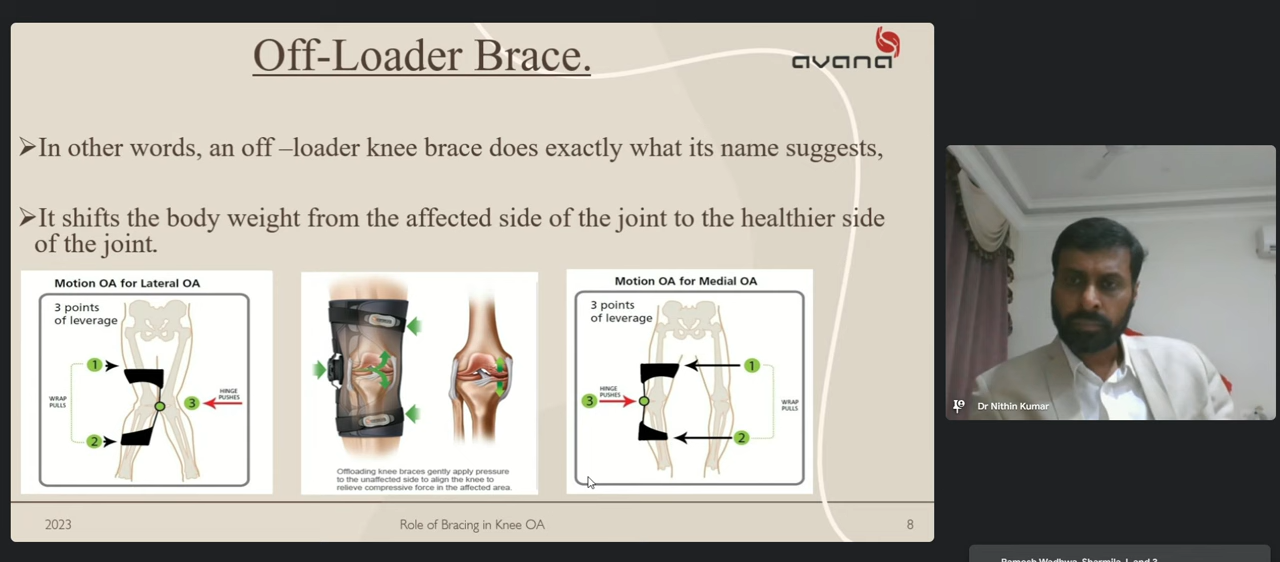 Off-Loader Brace.
avana
➢In other words, an off –loader knee brace does exactly what its name suggests,
➢It shifts the body weight from the affected side of the joint to the healthier side
of the joint.
Motion OA for Lateral OA
3 points
of leverage
1
WRAP
PULLS
HINGE
PUSHES
3
2
Offloading knee braces gently apply pressure
to the unaffected side to align the knee to
relieve compressive force in the affected area.
Motion OA for Medial OA
3 points
of leverage
1
HINGE
PUSHES
3
WRAP
PULLS
2
2023
Role of Bracing in Knee OA
8
Dr Nithin Kumar
Ramesh Wadhwa, Sharmila J, and 3